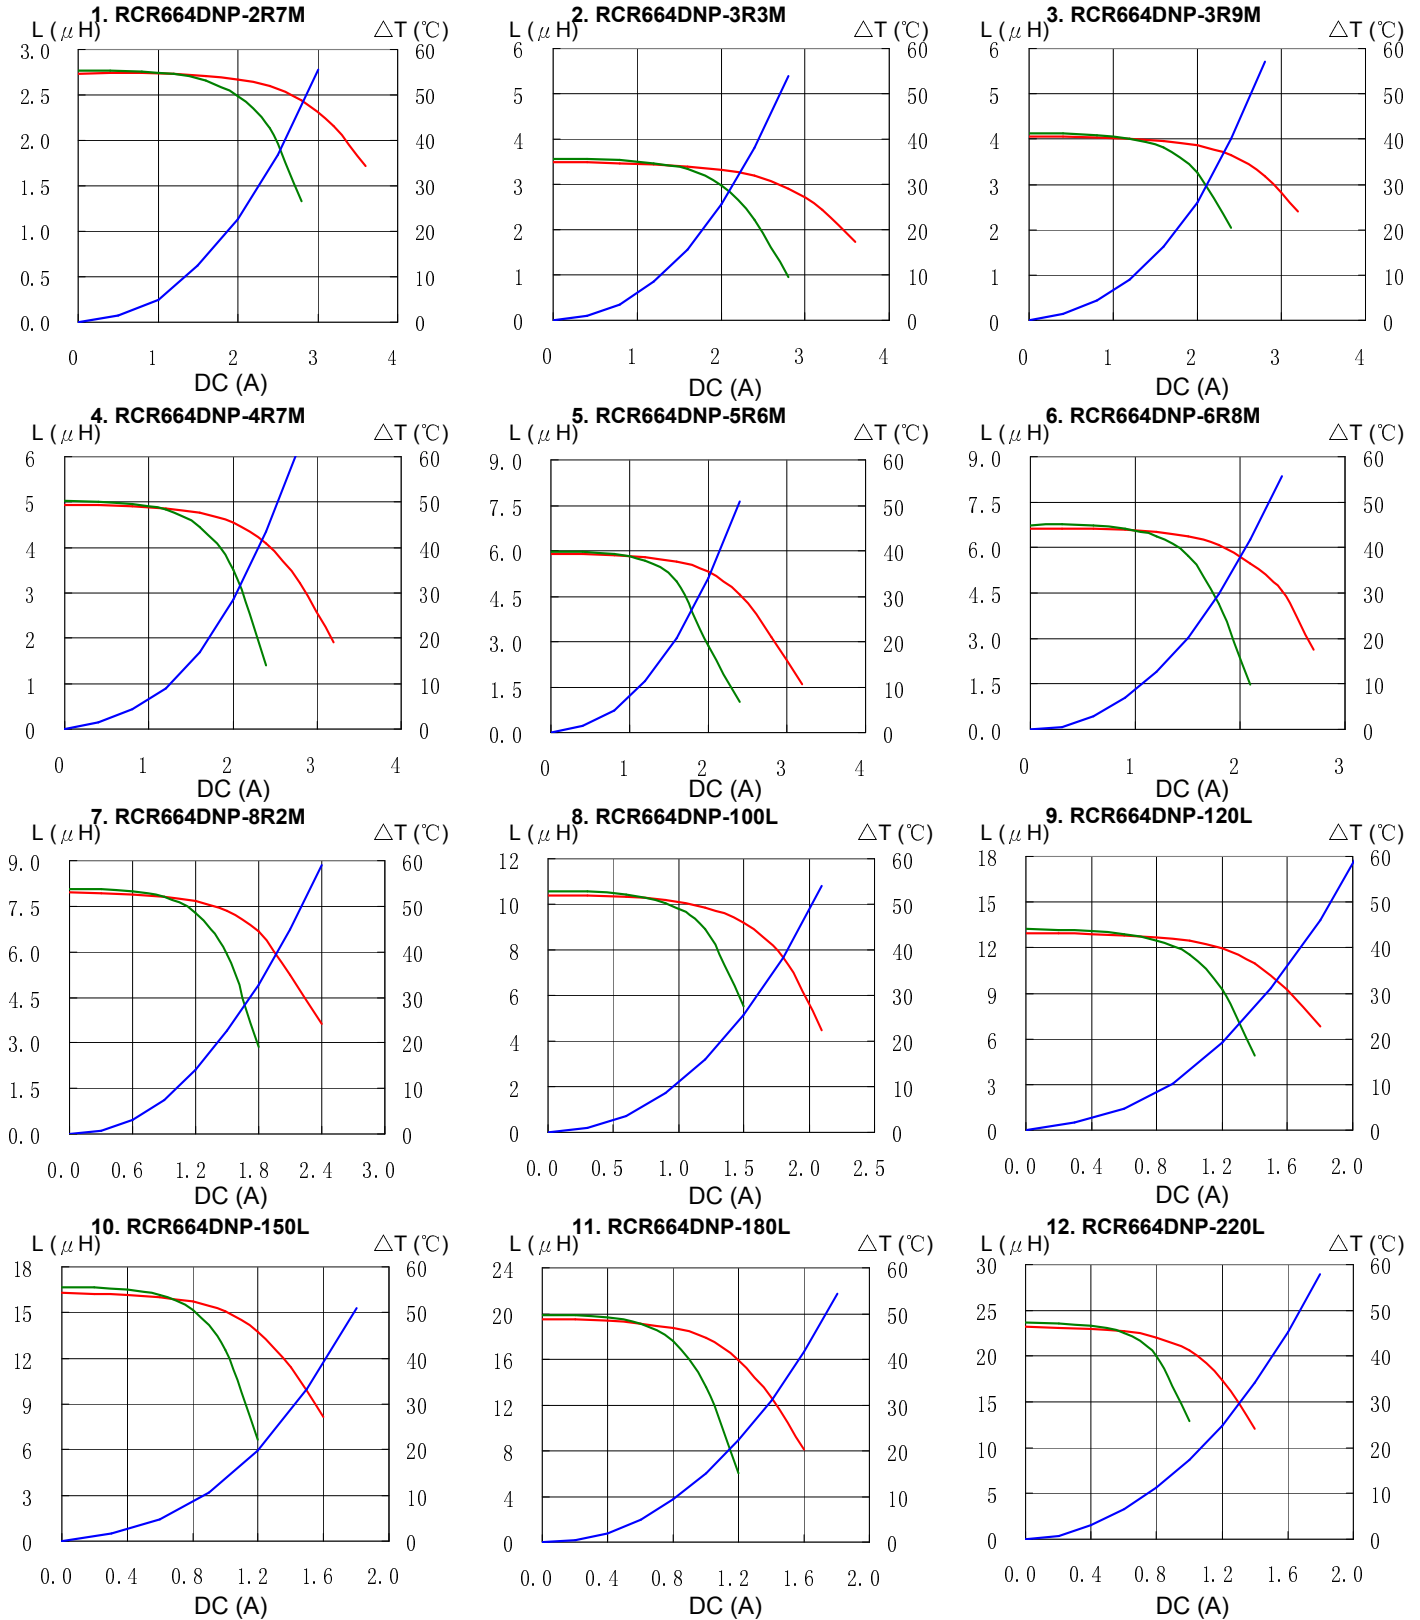 1. RCR664DNP-2R7M
L (μH) △T (℃)
3.0 60
2.5 50
2.0 40
1.5 30
1.0 20
0.5 10
0.0 0
0 1 2 3 4
DC (A)
2. RCR664DNP-3R3M
L (μH) △T (℃)
6 60
5 50
4 40
3 30
2 20
1 10
0 0
0 1 2 3 4
DC (A)
3. RCR664DNP-3R9M
L (μH) △T (℃)
6 60
5 50
4 40
3 30
2 20
1 10
0 0
0 1 2 3 4
DC (A)
4. RCR664DNP-4R7M
L (μH) △T (℃)
6 60
5 50
4 40
3 30
2 20
1 10
0 0
0 1 2 3 4
DC (A)
5. RCR664DNP-5R6M
L (μH) △T (℃)
9.0 60
7.5 50
6.0 40
4.5 30
3.0 20
1.5 10
0.0 0
0 1 2 3 4
DC (A)
6. RCR664DNP-6R8M
L (μH) △T (℃)
9.0 60
7.5 50
6.0 40
4.5 30
3.0 20
1.5 10
0.0 0
0 1 2 3
DC (A)
7. RCR664DNP-8R2M
L (μH) △T (℃)
9.0 60
7.5 50
6.0 40
4.5 30
3.0 20
1.5 10
0.0 0
0.0 0.6 1.2 1.8 2.4 3.0
DC (A)
8. RCR664DNP-100L
L (μH) △T (℃)
12 60
10 50
8 40
6 30
4 20
2 10
0 0
0.0 0.5 1.0 1.5 2.0 2.5
DC (A)
9. RCR664DNP-120L
L (μH) △T (℃)
18 60
15 50
12 40
9 30
6 20
3 10
0 0
0.0 0.4 0.8 1.2 1.6 2.0
DC (A)
10. RCR664DNP-150L
L (μH) △T (℃)
18 60
15 50
12 40
9 30
6 20
3 10
0 0
0.0 0.4 0.8 1.2 1.6 2.0
DC (A)
11. RCR664DNP-180L
L (μH) △T (℃)
24 60
20 50
16 40
12 30
8 20
4 10
0 0
0.0 0.4 0.8 1.2 1.6 2.0
DC (A)
12. RCR664DNP-220L
L (μH) △T (℃)
30 60
25 50
20 40
15 30
10 20
5 10
0 0
0.0 0.4 0.8 1.2 1.6 2.0
DC (A)